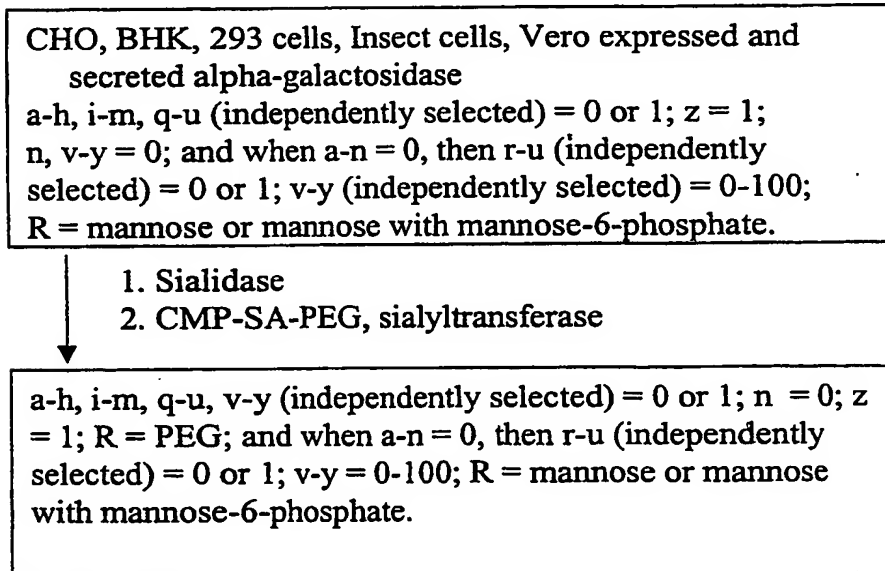 CHO, BHK, 293 cells, Insect cells, Vero expressed and
secreted alpha-galactosidase
a-h, i-m, q-u (independently selected) = 0 or 1; z = 1;
n, v-y = 0; and when a-n = 0, then r-u (independently
selected) = 0 or 1; v-y (independently selected) = 0-100;
R = mannose or mannose with mannose-6-phosphate.
1. Sialidase
2. CMP-SA-PEG, sialyltransferase
a-h, i-m, q-u, v-y (independently selected) = 0 or 1; n = 0; z
= 1; R = PEG; and when a-n = 0, then r-u (independently
selected) = 0 or 1; v-y = 0-100; R = mannose or mannose
with mannose-6-phosphate.